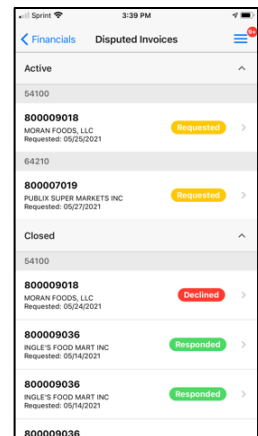 Sprint 3:39 PM
Financials Disputed Invoices 9+
Active
54100
800009018
MORAN FOODS, LLC
Requested: 05/25/2021
Requested
64210
800007019
PUBLIX SUPER MARKETS INC
Requested: 05/27/2021
Requested
Closed
54100
800009018
MORAN FOODS, LLC
Requested: 05/24/2021
Declined
800009036
INGLE'S FOOD MART INC
Requested: 05/14/2021
Responded
800009036
INGLE'S FOOD MART INC
Requested: 05/14/2021
Responded
800009036